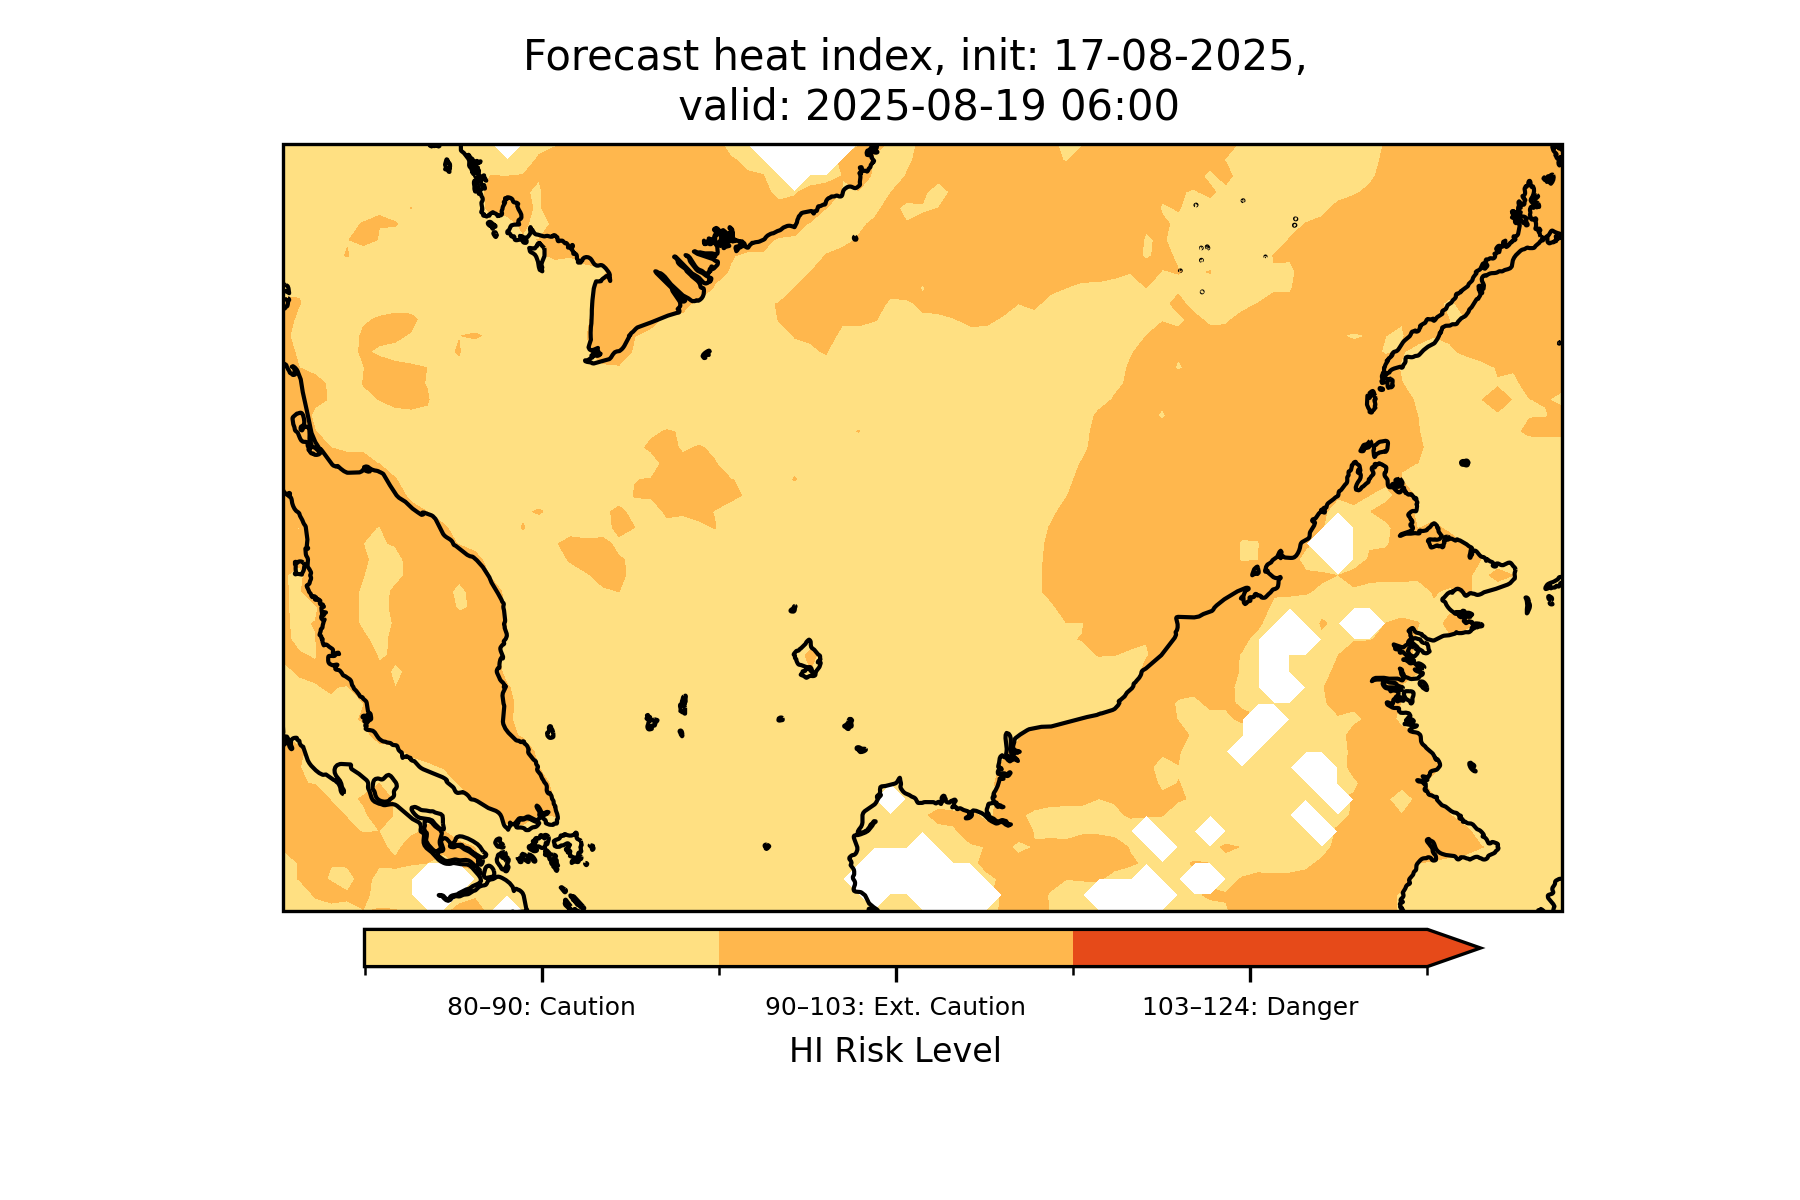 Forecast heat index, init: 17-08-2025,
valid: 2025-08-19 06:00
80–90: Caution
90–103: Ext. Caution
103–124: Danger
HI Risk Level